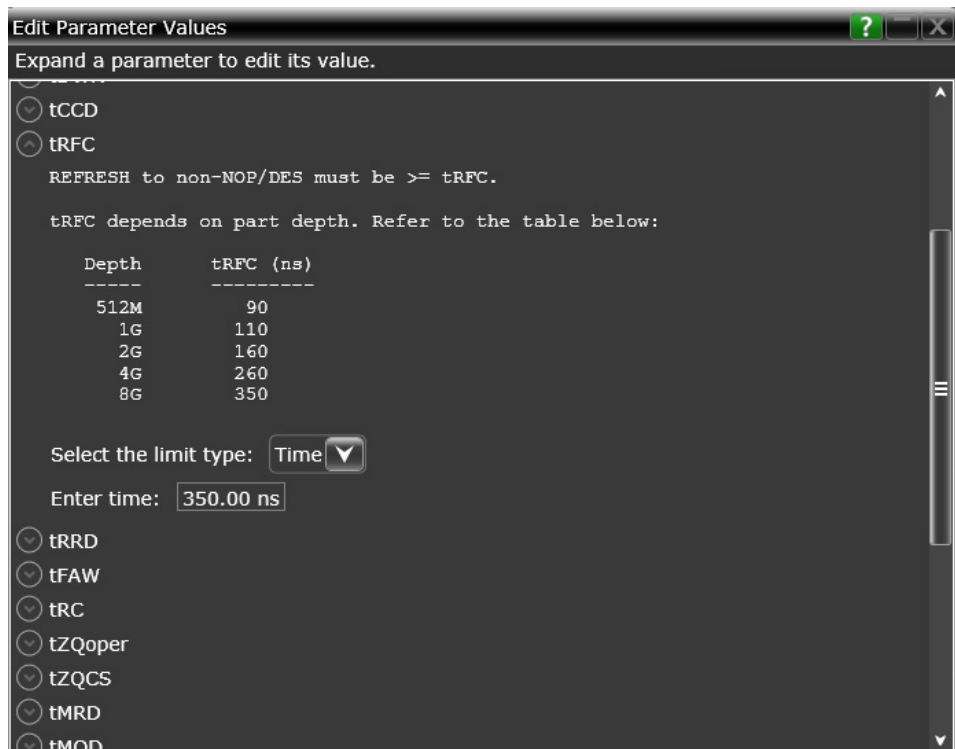 Edit Parameter Values
?
X
Expand a parameter to edit its value.
tCCD
tRFC
REFRESH to non-NOP/DES must be >= tRFC.
tRFC depends on part depth. Refer to the table below:
Depth tRFC (ns)
----- ---------
512M 90
1G 110
2G 160
4G 260
8G 350
Select the limit type: Time
Enter time: 350.00 ns
tRRD
tFAW
tRC
tZQoper
tZQCS
tMRD
tMOD